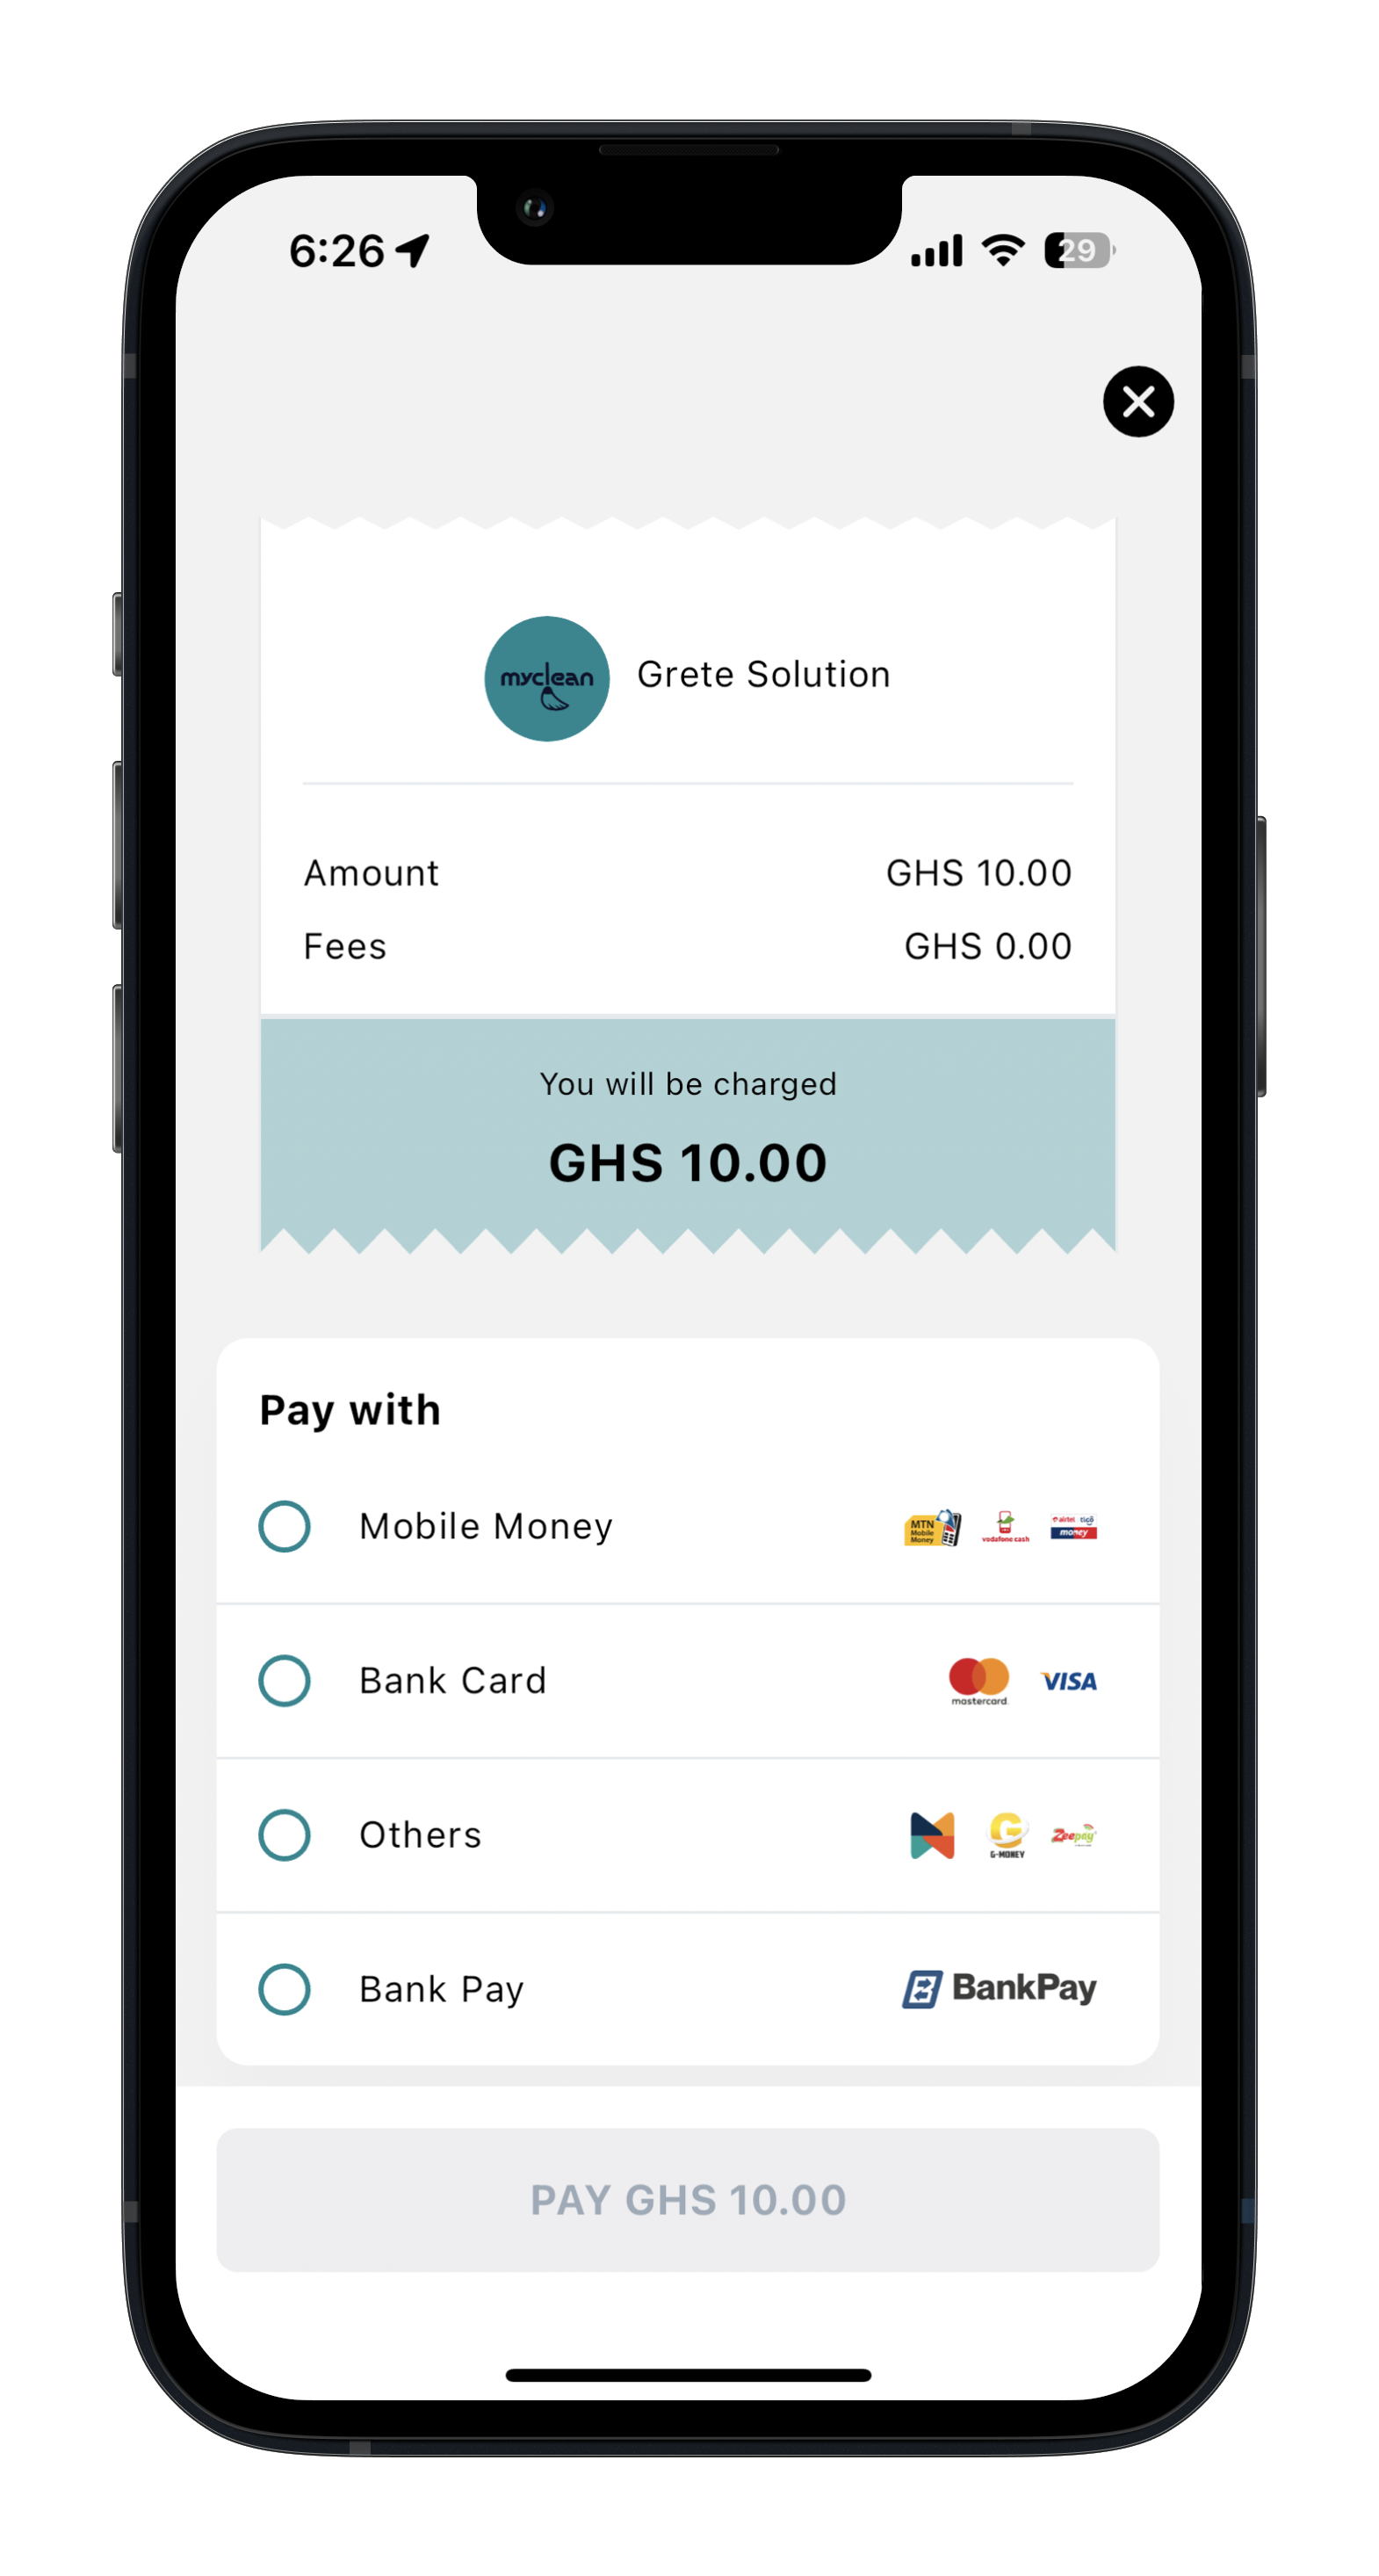 6:26
29
myclean
Grete Solution
Amount GHS 10.00
Fees GHS 0.00
You will be charged
GHS 10.00
Pay with
Mobile Money
MTN
Mobile
Money
vodafone cash
airtel tigo
money
Bank Card
mastercard
VISA
Others
G
G-MONEY
Zeepay
Bank Pay
BankPay
PAY GHS 10.00